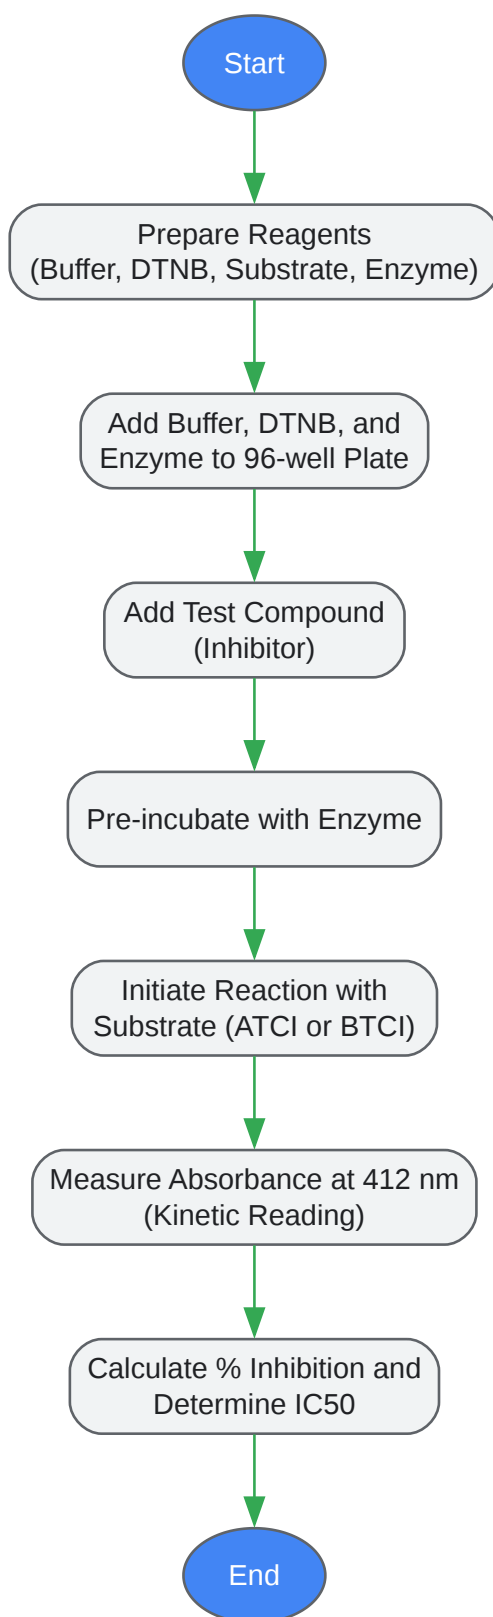 Start
Prepare Reagents
(Buffer, DTNB, Substrate, Enzyme)
Add Buffer, DTNB, and
Enzyme to 96-well Plate
Add Test Compound
(Inhibitor)
Pre-incubate with Enzyme
Initiate Reaction with
Substrate (ATCI or BTCI)
Measure Absorbance at 412 nm
(Kinetic Reading)
Calculate % Inhibition and
Determine IC50
End